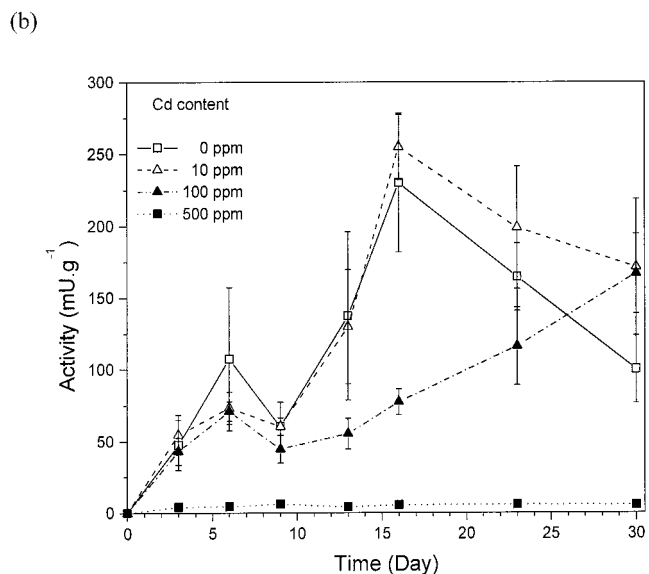 (b)
300
250
200
150
100
50
0
Activity (mU.g⁻¹)
Cd content
0 ppm
10 ppm
100 ppm
500 ppm
0 5 10 15 20 25 30
Time (Day)